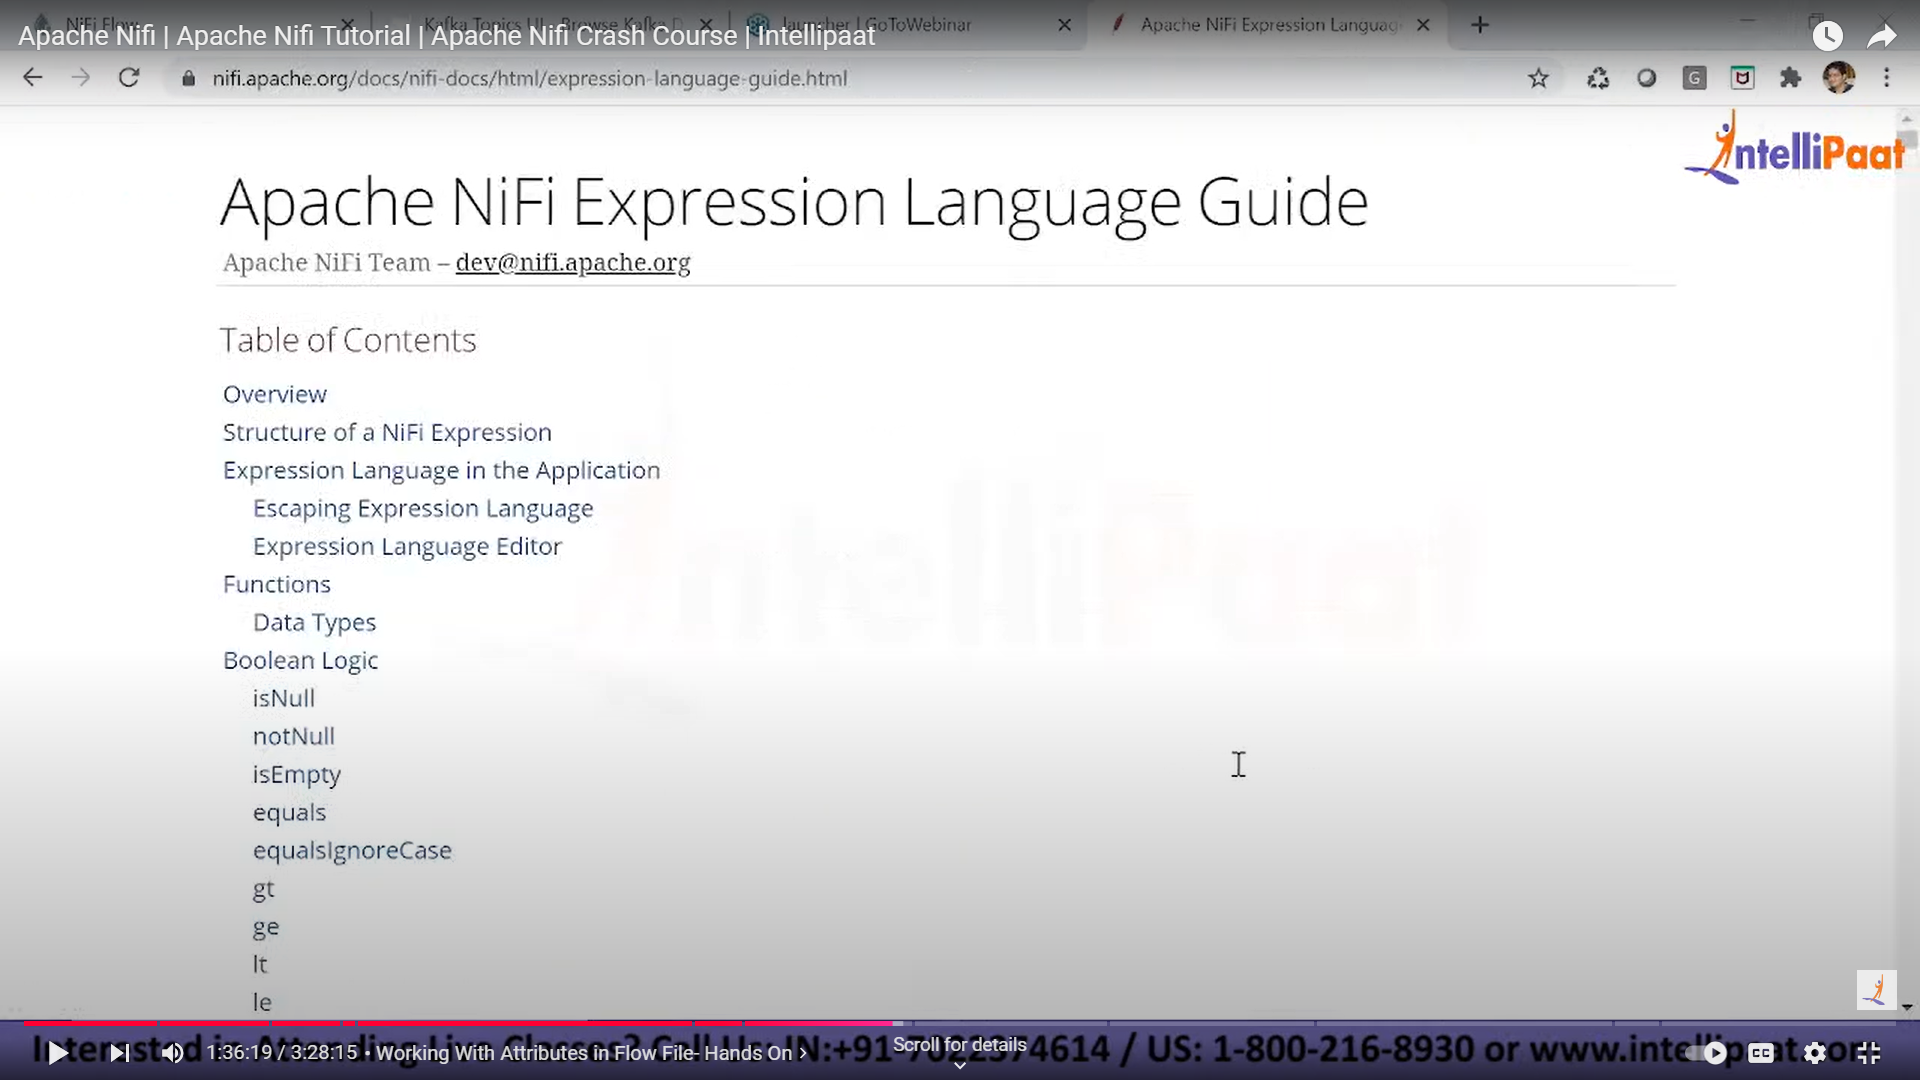 NiFi Flow Kafka Topics UI - Browse Kafka D launcher | GoToWebinar Apache NiFi Expression Languag
Apache Nifi | Apache Nifi Tutorial | Apache Nifi Crash Course | Intellipaat
nifi.apache.org/docs/nifi-docs/html/expression-language-guide.html
G
IntelliPaat
Apache NiFi Expression Language Guide
Apache NiFi Team – dev@nifi.apache.org
Table of Contents
Overview
Structure of a NiFi Expression
Expression Language in the Application
Escaping Expression Language
Expression Language Editor
Functions
Data Types
Boolean Logic
isNull
notNull
isEmpty
equals
equalsIgnoreCase
gt
ge
lt
le
IntelliPaat
Interested in Attending Live Classes? Call Us: IN:+91- 4614 / US: 1-800-216-8930 or www.intellipaat.com
1:36:19 / 3:28:15 • Working With Attributes in Flow File- Hands On
Scroll for details
CC